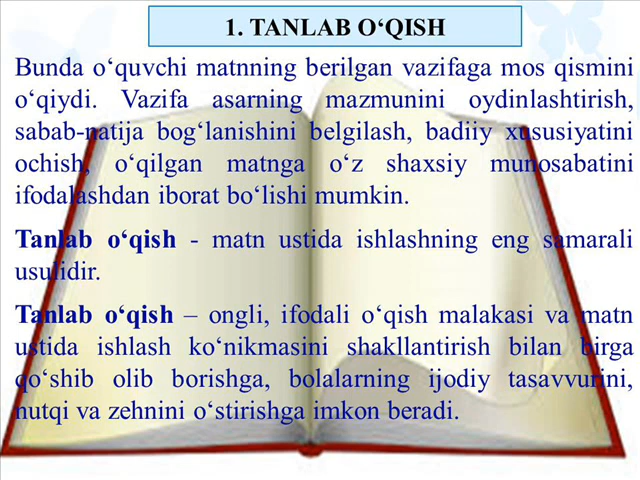 1. TANLAB O‘QISH
Bunda o‘quvchi matnning berilgan vazifaga mos qismini
o‘qiydi. Vazifa asarning mazmunini oydinlashtirish,
sabab-natija bog‘lanishini belgilash, badiiy xususiyatini
ochish, o‘qilgan matnga o‘z shaxsiy munosabatini
ifodalashdan iborat bo‘lishi mumkin.
Tanlab o‘qish - matn ustida ishlashning eng samarali
usulidir.
Tanlab o‘qish – ongli, ifodali o‘qish malakasi va matn
ustida ishlash ko‘nikmasini shakllantirish bilan birga
qo‘shib olib borishga, bolalarning ijodiy tasavvurini,
nutqi va zehnini o‘stirishga imkon beradi.